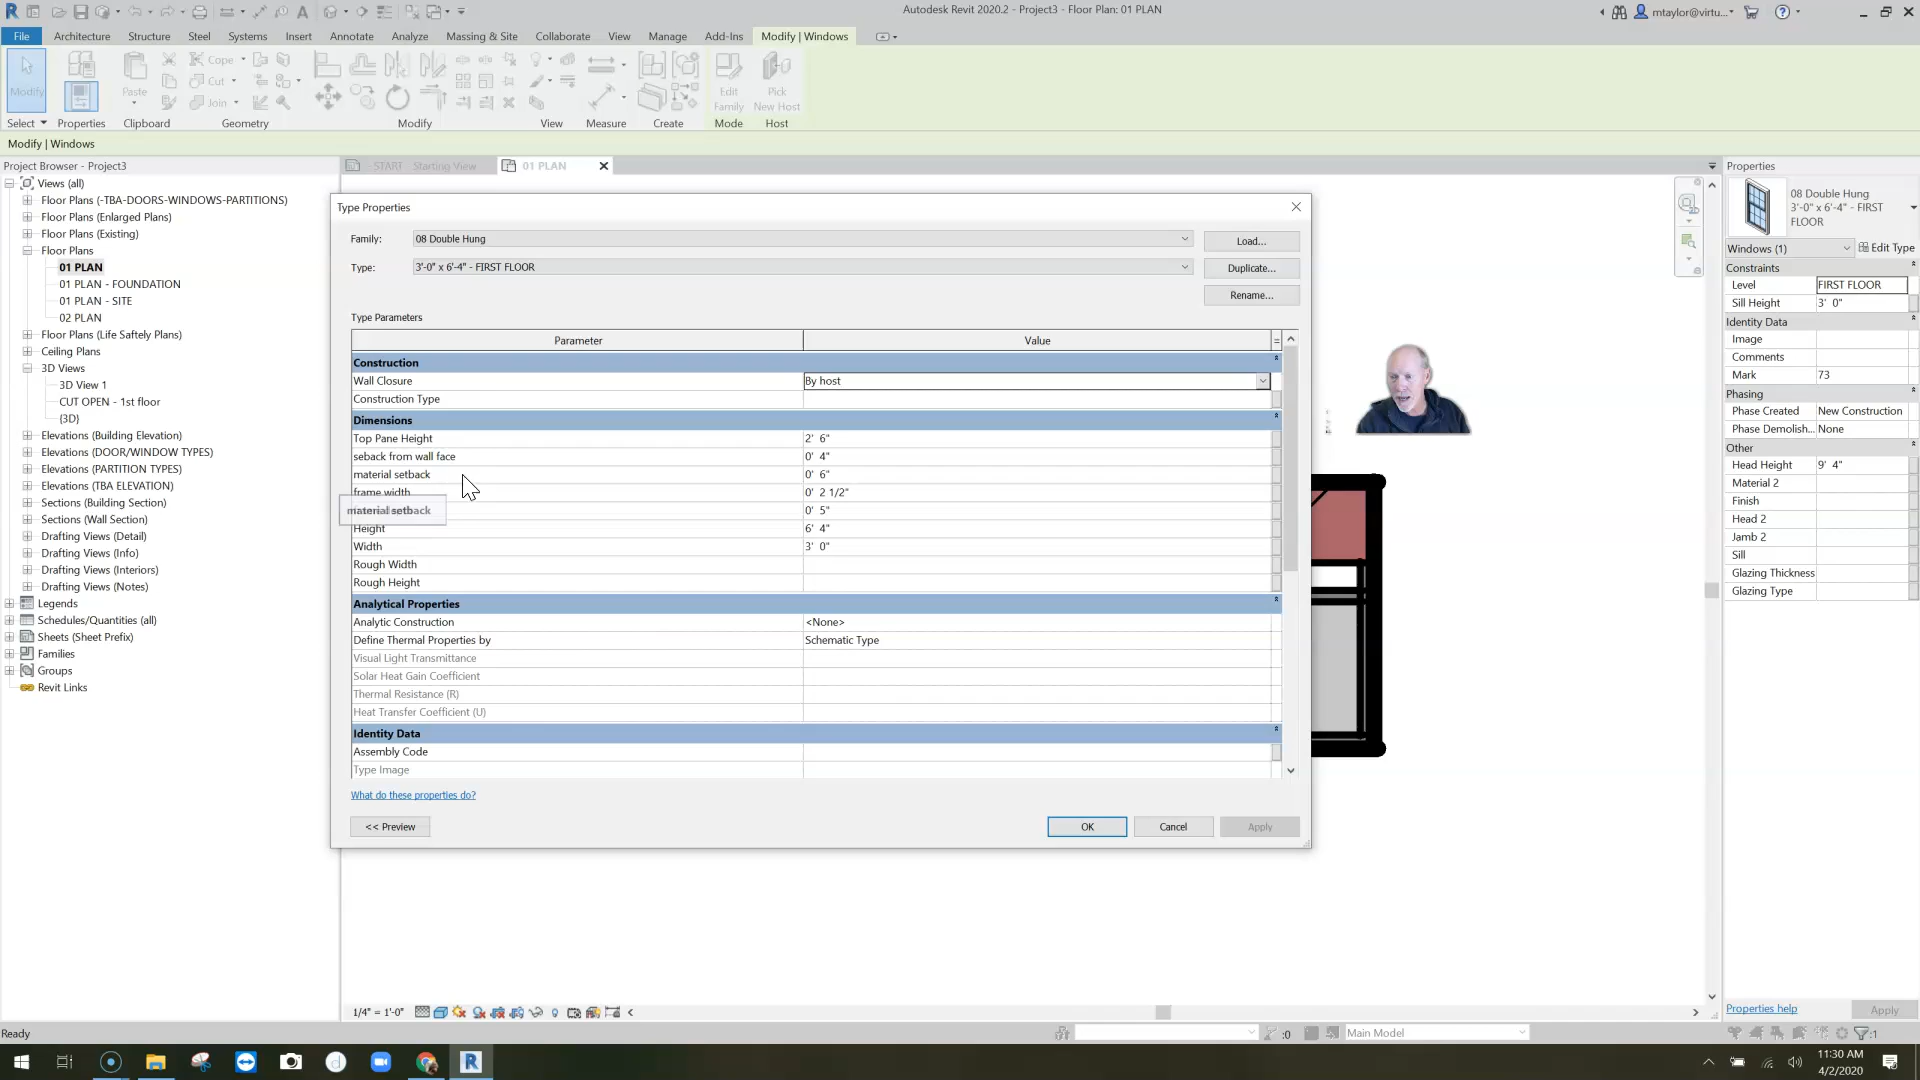 Autodesk Revit 2020.2 - Project3 - Floor Plan: 01 PLAN
mtaylor@virtu...
File Architecture Structure Steel Systems Insert Annotate Analyze Massing & Site Collaborate View Manage Add-Ins Modify | Windows
Modify
Paste
Cope
Cut
Join
Edit
Family
Pick
New Host
Select Properties Clipboard Geometry Modify View Measure Create Mode Host
Modify | Windows
Project Browser - Project3
Views (all)
Floor Plans (-TBA-DOORS-WINDOWS-PARTITIONS)
Floor Plans (Enlarged Plans)
Floor Plans (Existing)
Floor Plans
01 PLAN
01 PLAN - FOUNDATION
01 PLAN - SITE
02 PLAN
Floor Plans (Life Saftely Plans)
Ceiling Plans
3D Views
3D View 1
CUT OPEN - 1st floor
{3D}
Elevations (Building Elevation)
Elevations (DOOR/WINDOW TYPES)
Elevations (PARTITION TYPES)
Elevations (TBA ELEVATION)
Sections (Building Section)
Sections (Wall Section)
Drafting Views (Detail)
Drafting Views (Info)
Drafting Views (Interiors)
Drafting Views (Notes)
Legends
Schedules/Quantities (all)
Sheets (Sheet Prefix)
Families
Groups
Revit Links
START Starting View
01 PLAN
Type Properties
Family: 08 Double Hung Load...
Type: 3'-0" x 6'-4" - FIRST FLOOR Duplicate...
Rename...
Type Parameters
Parameter Value =
Construction
Wall Closure By host
Construction Type
Dimensions
Top Pane Height 2' 6"
seback from wall face 0' 4"
material setback 0' 6"
frame width 0' 2 1/2"
material setback 0' 5"
Height 6' 4"
Width 3' 0"
Rough Width
Rough Height
Analytical Properties
Analytic Construction <None>
Define Thermal Properties by Schematic Type
Visual Light Transmittance
Solar Heat Gain Coefficient
Thermal Resistance (R)
Heat Transfer Coefficient (U)
Identity Data
Assembly Code
Type Image
What do these properties do?
<< Preview OK Cancel Apply
Properties
08 Double Hung
3'-0" x 6'-4" - FIRST
FLOOR
Windows (1) Edit Type
Constraints
Level FIRST FLOOR
Sill Height 3' 0"
Identity Data
Image
Comments
Mark 73
Phasing
Phase Created New Construction
Phase Demolish... None
Other
Head Height 9' 4"
Material 2
Finish
Head 2
Jamb 2
Sill
Glazing Thickness
Glazing Type
Properties help Apply
1/4" = 1'-0"
Ready
:0 Main Model :1
11:30 AM
4/2/2020